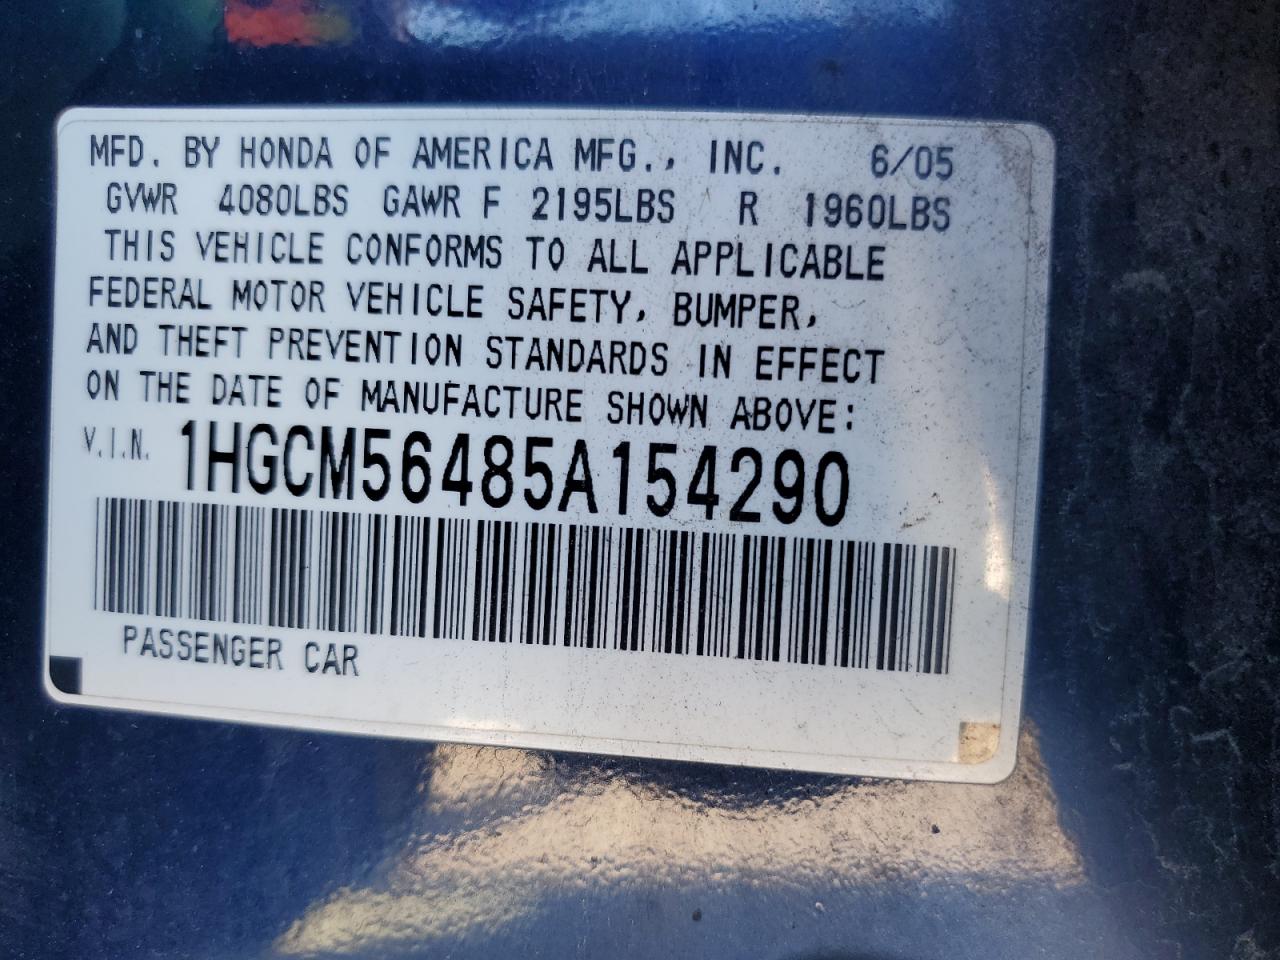 MFD. BY HONDA OF AMERICA MFG., INC. 6/05
GVWR 4080LBS GAWR F 2195LBS R 1960LBS
THIS VEHICLE CONFORMS TO ALL APPLICABLE
FEDERAL MOTOR VEHICLE SAFETY, BUMPER,
AND THEFT PREVENTION STANDARDS IN EFFECT
ON THE DATE OF MANUFACTURE SHOWN ABOVE:
V.I.N. 1HGCM56485A154290
PASSENGER CAR